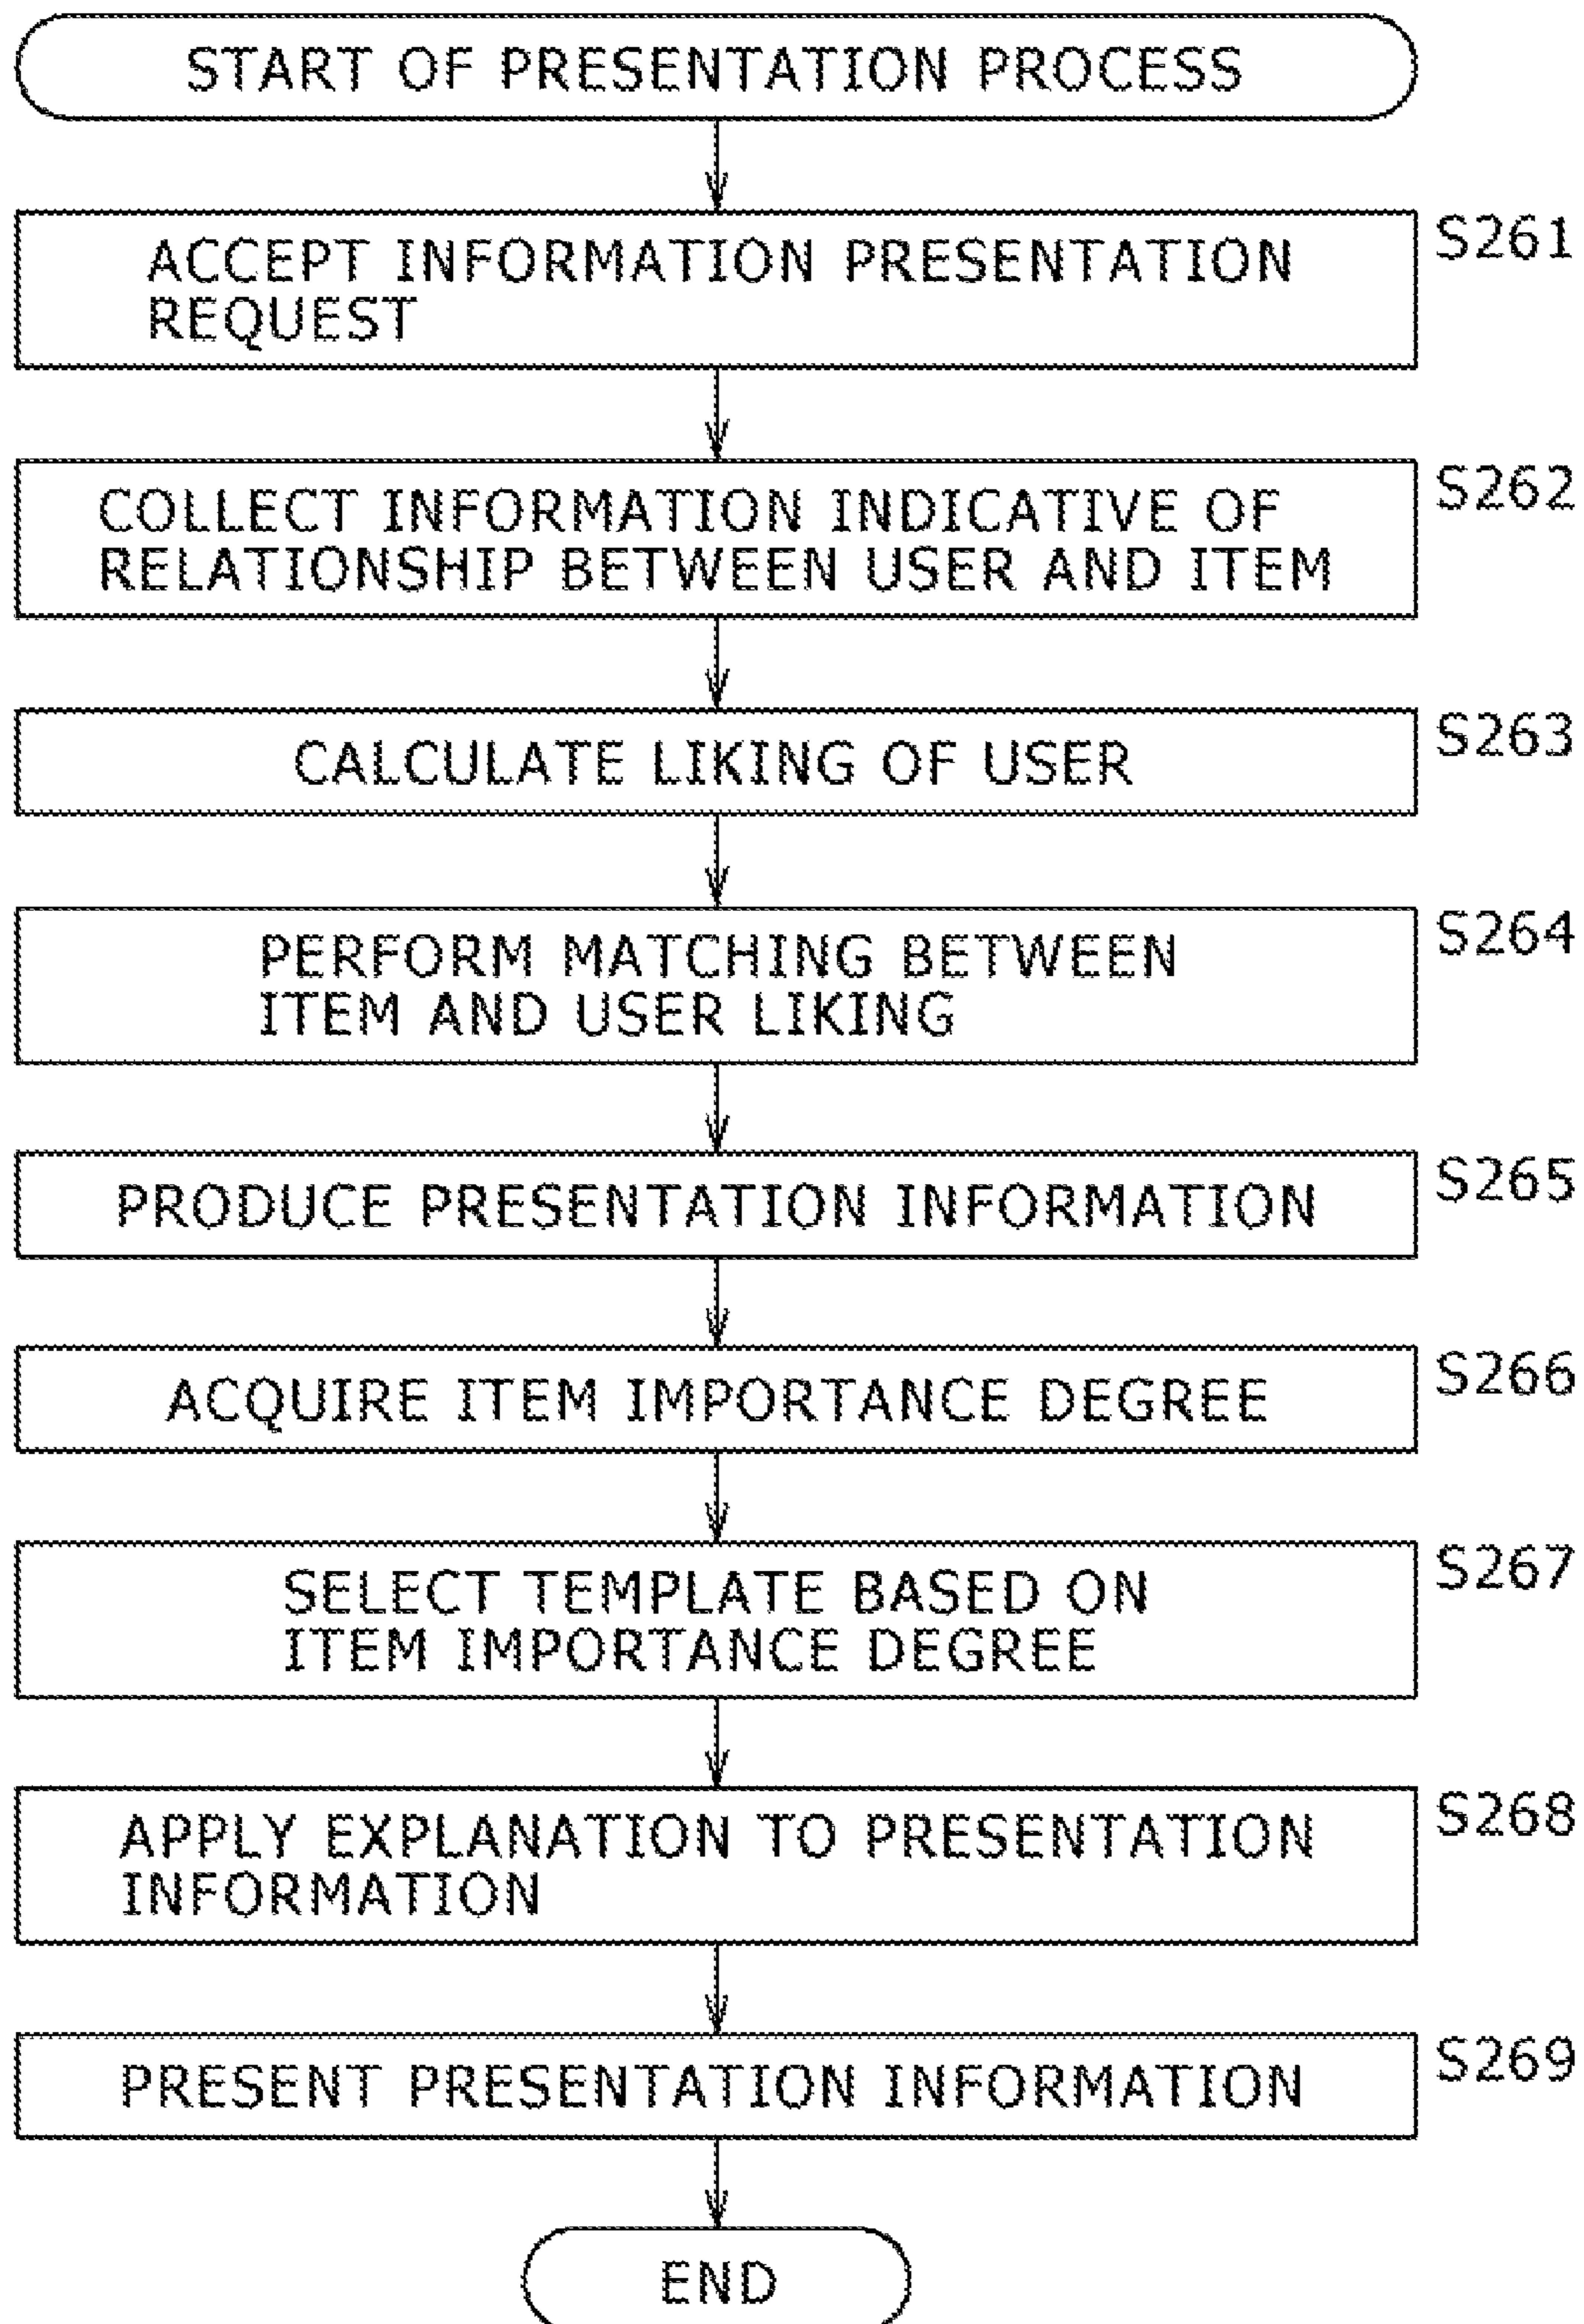 START OF PRESENTATION PROCESS
S261
ACCEPT INFORMATION PRESENTATION
REQUEST
S262
COLLECT INFORMATION INDICATIVE OF
RELATIONSHIP BETWEEN USER AND ITEM
S263
CALCULATE LIKING OF USER
S264
PERFORM MATCHING BETWEEN
ITEM AND USER LIKING
S265
PRODUCE PRESENTATION INFORMATION
S266
ACQUIRE ITEM IMPORTANCE DEGREE
S267
SELECT TEMPLATE BASED ON
ITEM IMPORTANCE DEGREE
S268
APPLY EXPLANATION TO PRESENTATION
INFORMATION
S269
PRESENT PRESENTATION INFORMATION
END